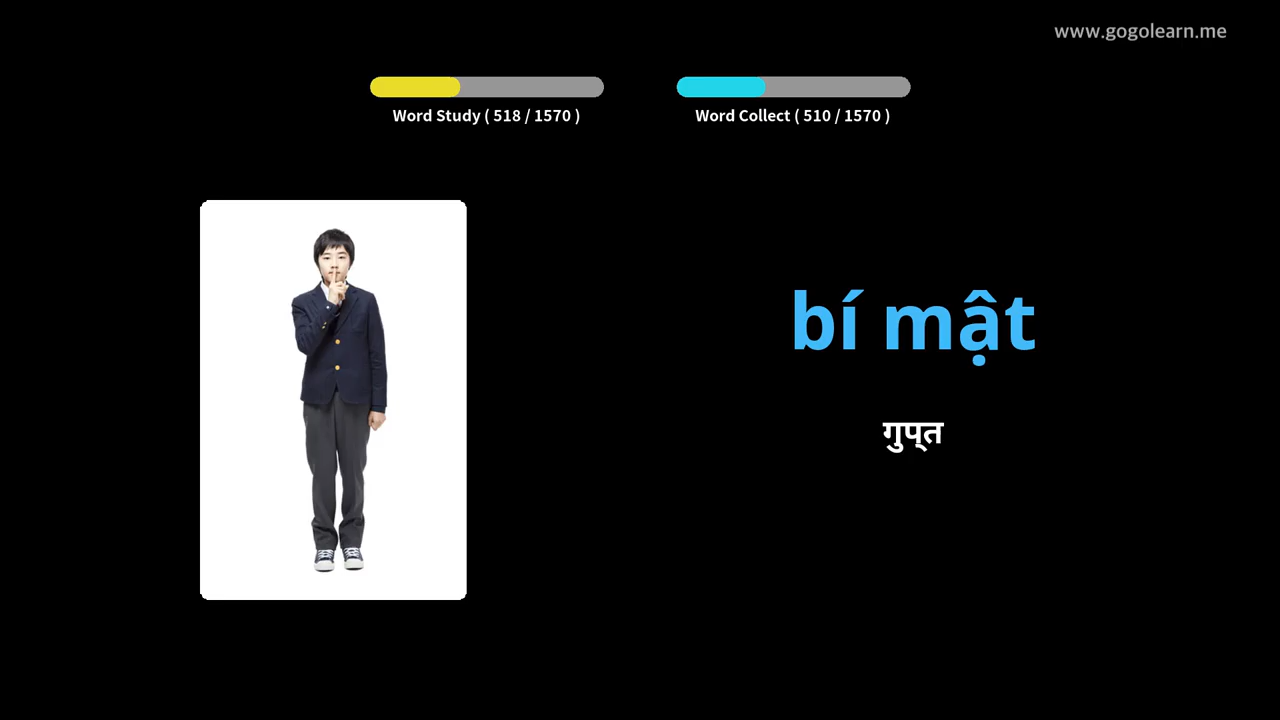 www.gogolearn.me
Word Study ( 518 / 1570 )
Word Collect ( 510 / 1570 )
bí mật
गुप्त